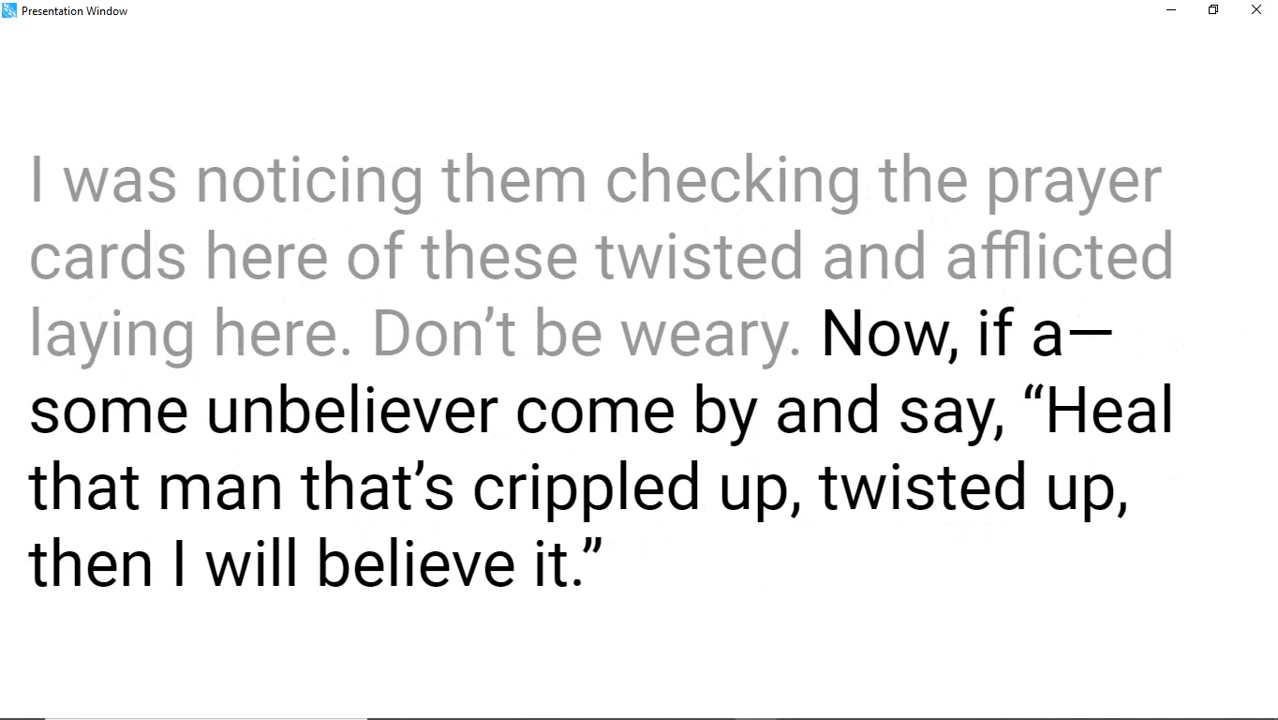 Presentation Window
I was noticing them checking the prayer
cards here of these twisted and afflicted
laying here. Don’t be weary. Now, if a—
some unbeliever come by and say, “Heal
that man that’s crippled up, twisted up,
then I will believe it.”